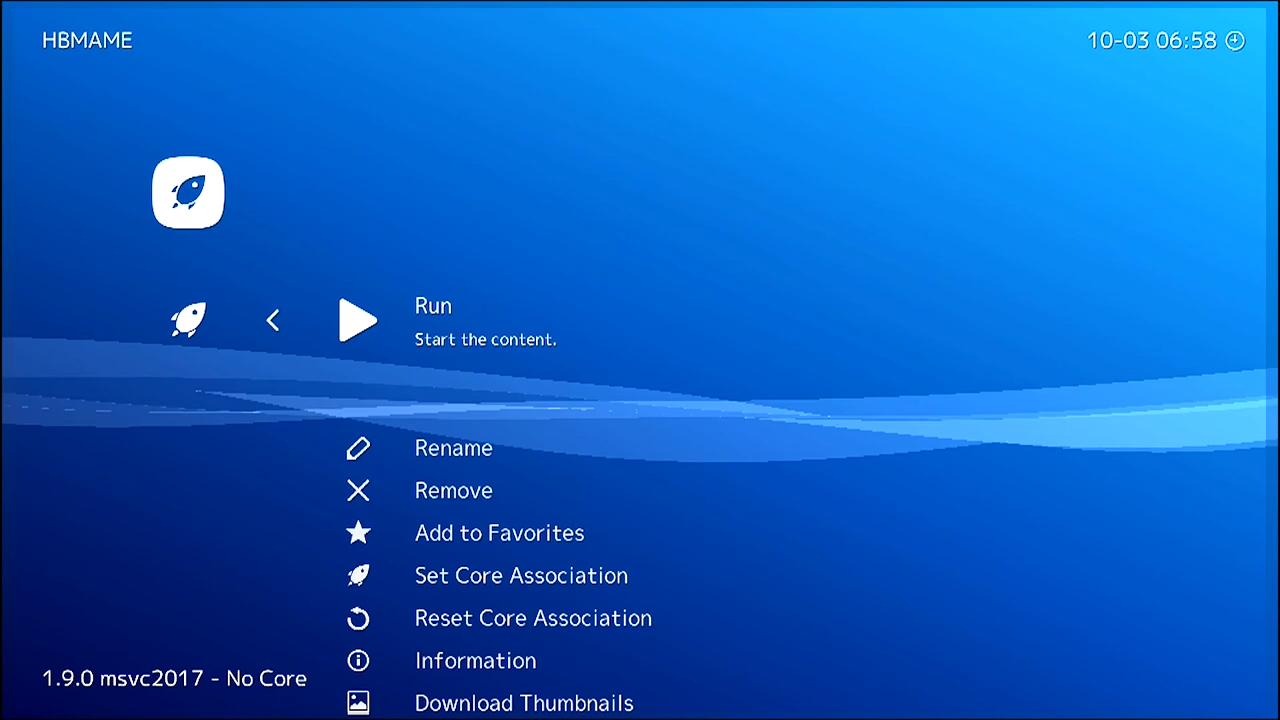 HBMAME
10-03 06:58
Run
Start the content.
Rename
Remove
Add to Favorites
Set Core Association
Reset Core Association
Information
Download Thumbnails
1.9.0 msvc2017 - No Core